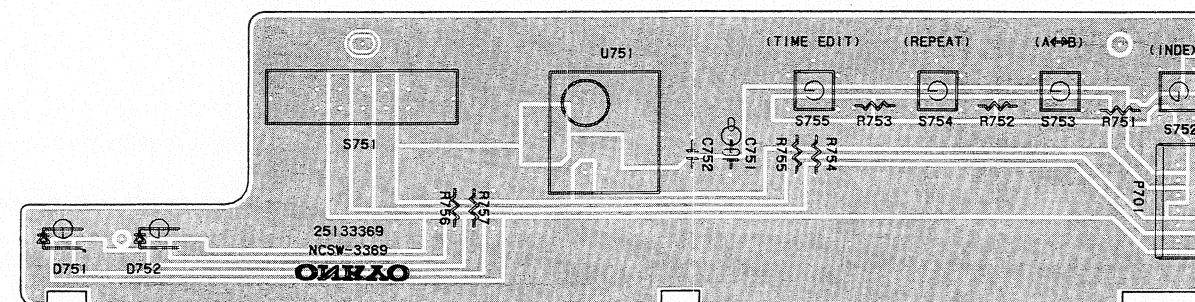 (TIME EDIT) (REPEAT) (A↔B) (INDEX
U751
S755 R753 S754 R752 S753 R751 S752
S751
C752 C751 R755 R754
P701
R756 R757
25133369
NCSW-3369
ONKYO
D751 D752